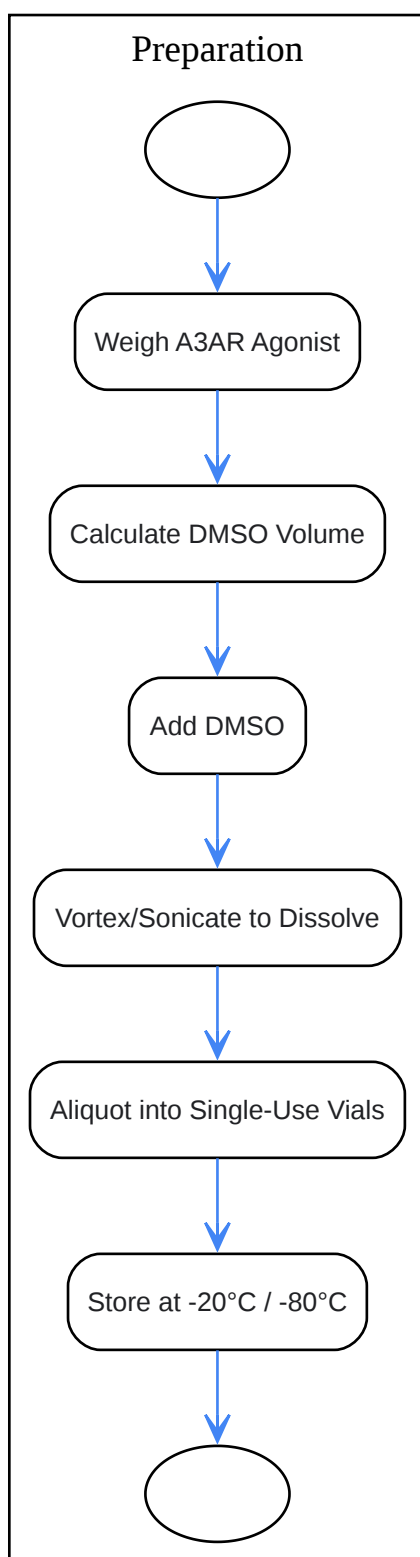 Preparation
Weigh A3AR Agonist
Calculate DMSO Volume
Add DMSO
Vortex/Sonicate to Dissolve
Aliquot into Single-Use Vials
Store at -20°C / -80°C